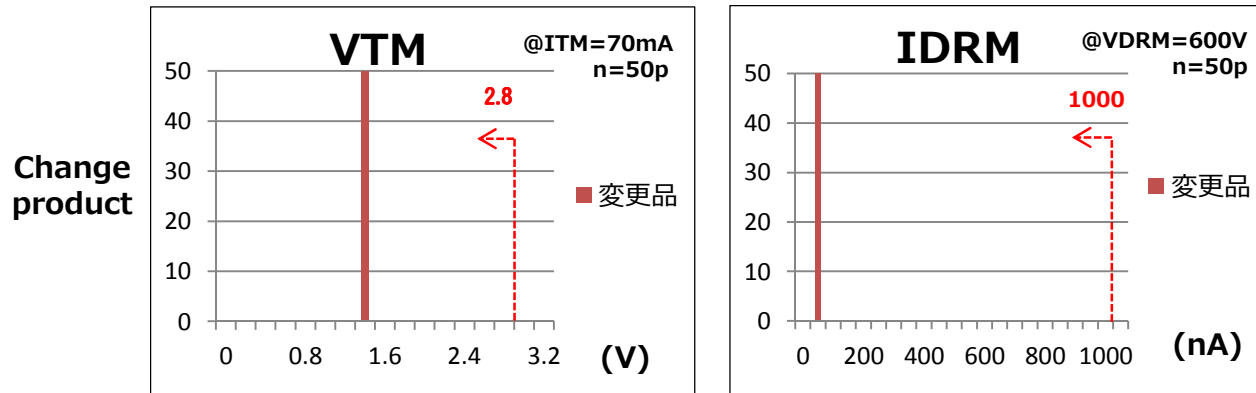 Change
product
VTM
@ITM=70mA
n=50p
50
40
30
20
10
0
2.8
変更品
0 0.8 1.6 2.4 3.2 (V)
IDRM
@VDRM=600V
n=50p
50
40
30
20
10
0
1000
変更品
0 200 400 600 800 1000 (nA)